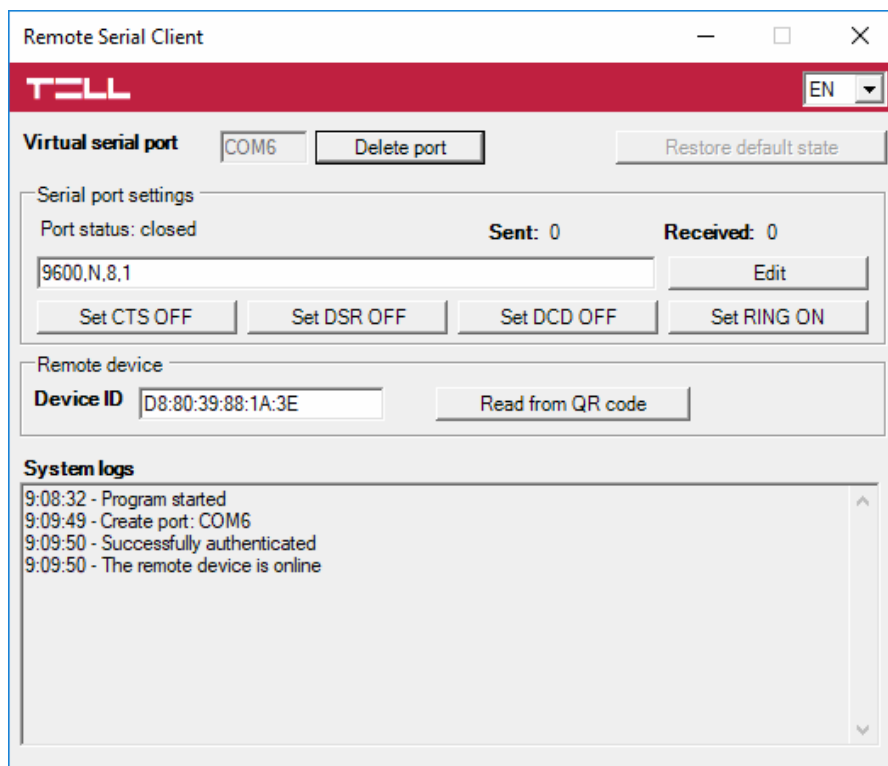 Remote Serial Client
TELL
EN
Virtual serial port COM6 Delete port Restore default state
Serial port settings
Port status: closed Sent: 0 Received: 0
9600,N,8,1 Edit
Set CTS OFF Set DSR OFF Set DCD OFF Set RING ON
Remote device
Device ID D8:80:39:88:1A:3E Read from QR code
System logs
9:08:32 - Program started
9:09:49 - Create port: COM6
9:09:50 - Successfully authenticated
9:09:50 - The remote device is online